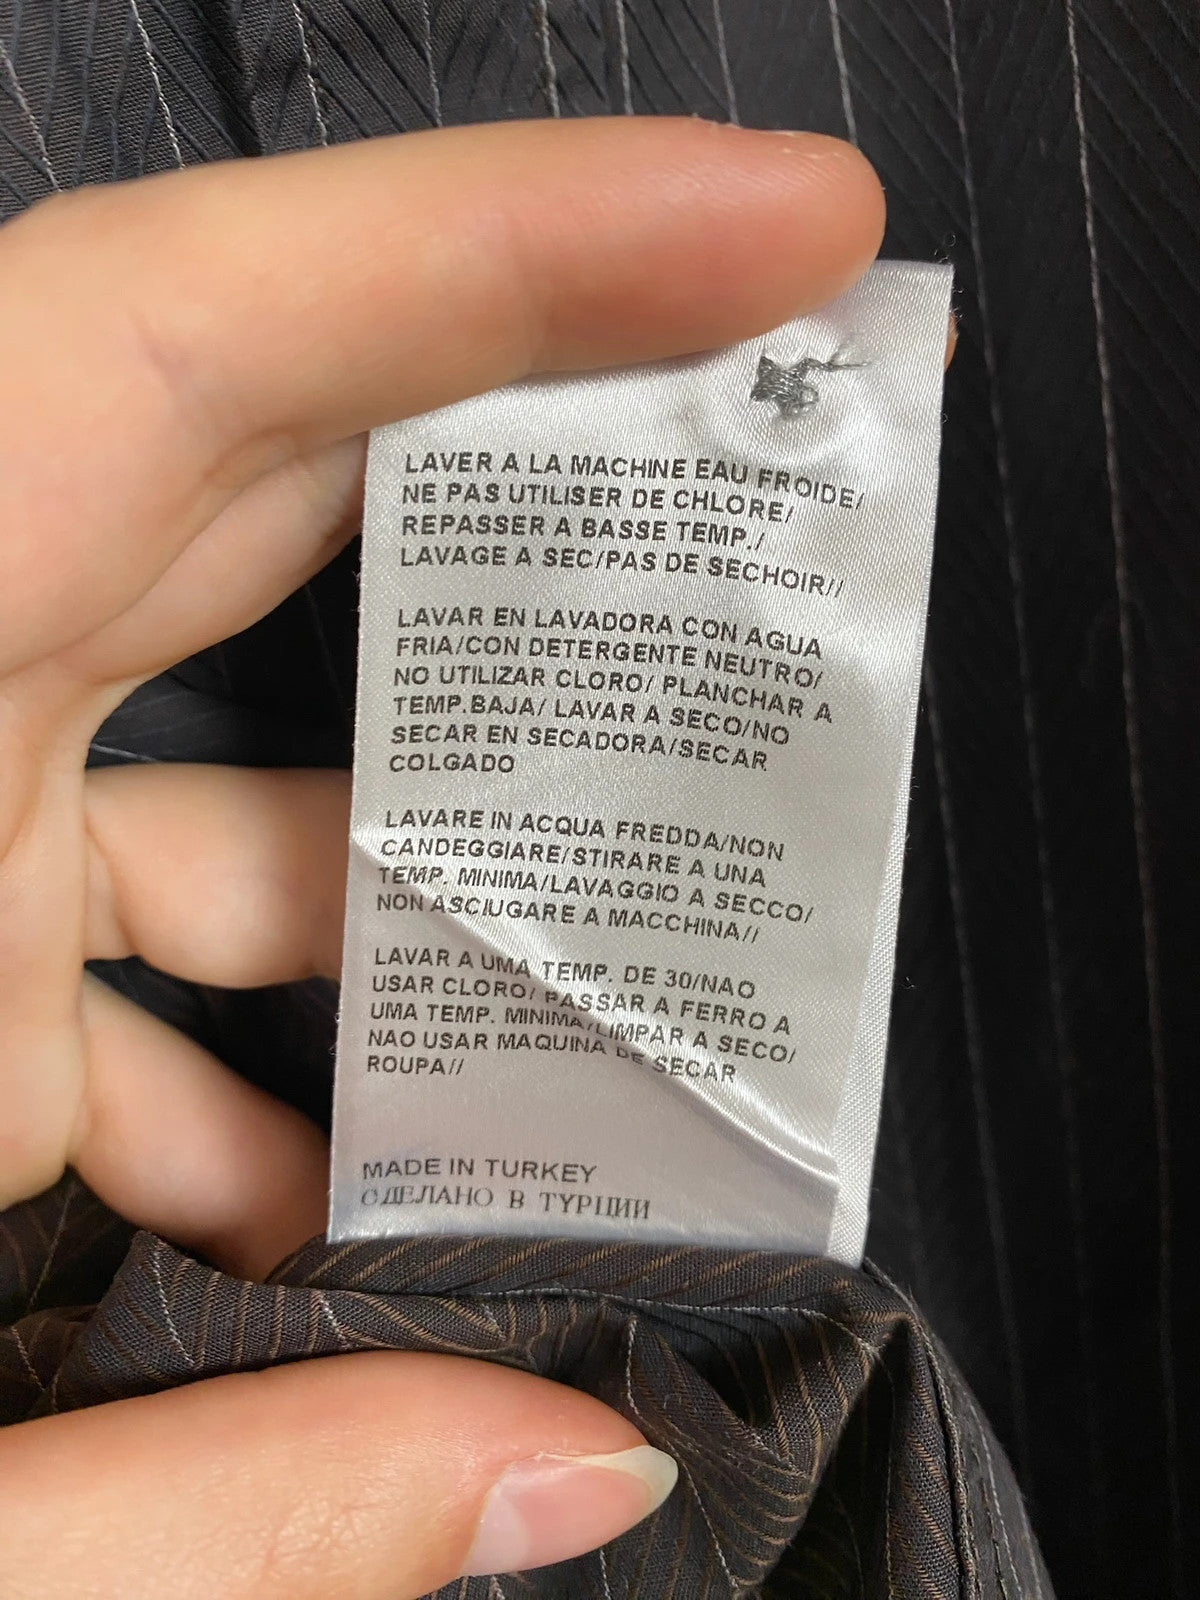 LAVER A LA MACHINE EAU FROIDE/
NE PAS UTILISER DE CHLORE/
REPASSER A BASSE TEMP./
LAVAGE A SEC/PAS DE SECHOIR//
LAVAR EN LAVADORA CON AGUA
FRIA/CON DETERGENTE NEUTRO/
NO UTILIZAR CLORO/ PLANCHAR A
TEMP.BAJA/ LAVAR A SECO/NO
SECAR EN SECADORA/SECAR
COLGADO
LAVARE IN ACQUA FREDDA/NON
CANDEGGIARE/STIRARE A UNA
TEMP. MINIMA/LAVAGGIO A SECCO/
NON ASCIUGARE A MACCHINA//
LAVAR A UMA TEMP. DE 30/NAO
USAR CLORO/ PASSAR A FERRO A
UMA TEMP. MINIMA/LIMPAR A SECO/
NAO USAR MAQUINA DE SECAR
ROUPA//
MADE IN TURKEY
СДЕЛАНО В ТУРЦИИ